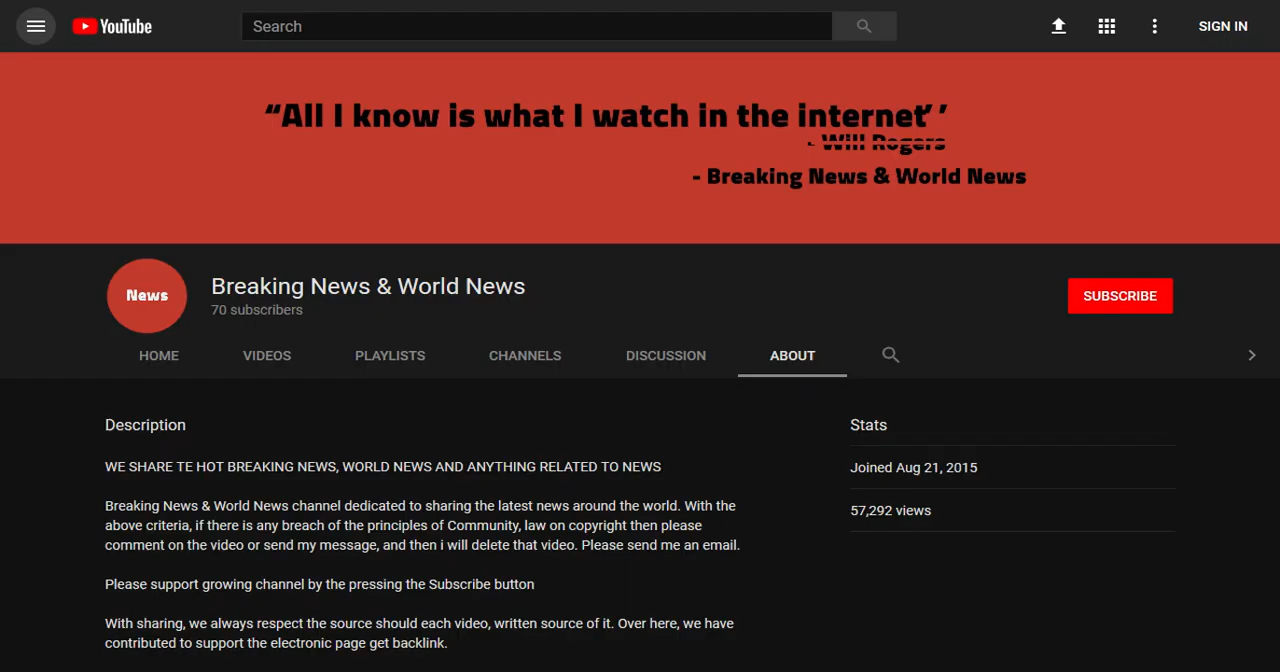 YouTube
Search
SIGN IN
“All I know is what I watch in the internet’’
- Will Rogers
- Breaking News & World News
News
Breaking News & World News
70 subscribers
SUBSCRIBE
HOME VIDEOS PLAYLISTS CHANNELS DISCUSSION ABOUT
Description
WE SHARE TE HOT BREAKING NEWS, WORLD NEWS AND ANYTHING RELATED TO NEWS
Breaking News & World News channel dedicated to sharing the latest news around the world. With the
above criteria, if there is any breach of the principles of Community, law on copyright then please
comment on the video or send my message, and then i will delete that video. Please send me an email.
Please support growing channel by the pressing the Subscribe button
With sharing, we always respect the source should each video, written source of it. Over here, we have
contributed to support the electronic page get backlink.
Stats
Joined Aug 21, 2015
57,292 views